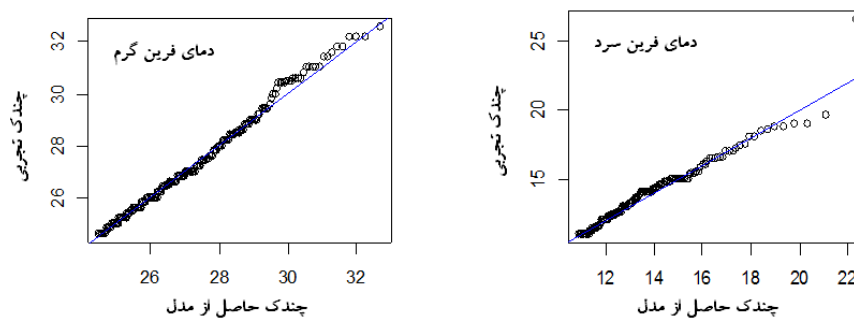 دمای فرین گرم
چندک تجربی
32
30
28
26
26 28 30 32
چندک حاصل از مدل
دمای فرین سرد
چندک تجربی
25
20
15
12 14 16 18 20 22
چندک حاصل از مدل